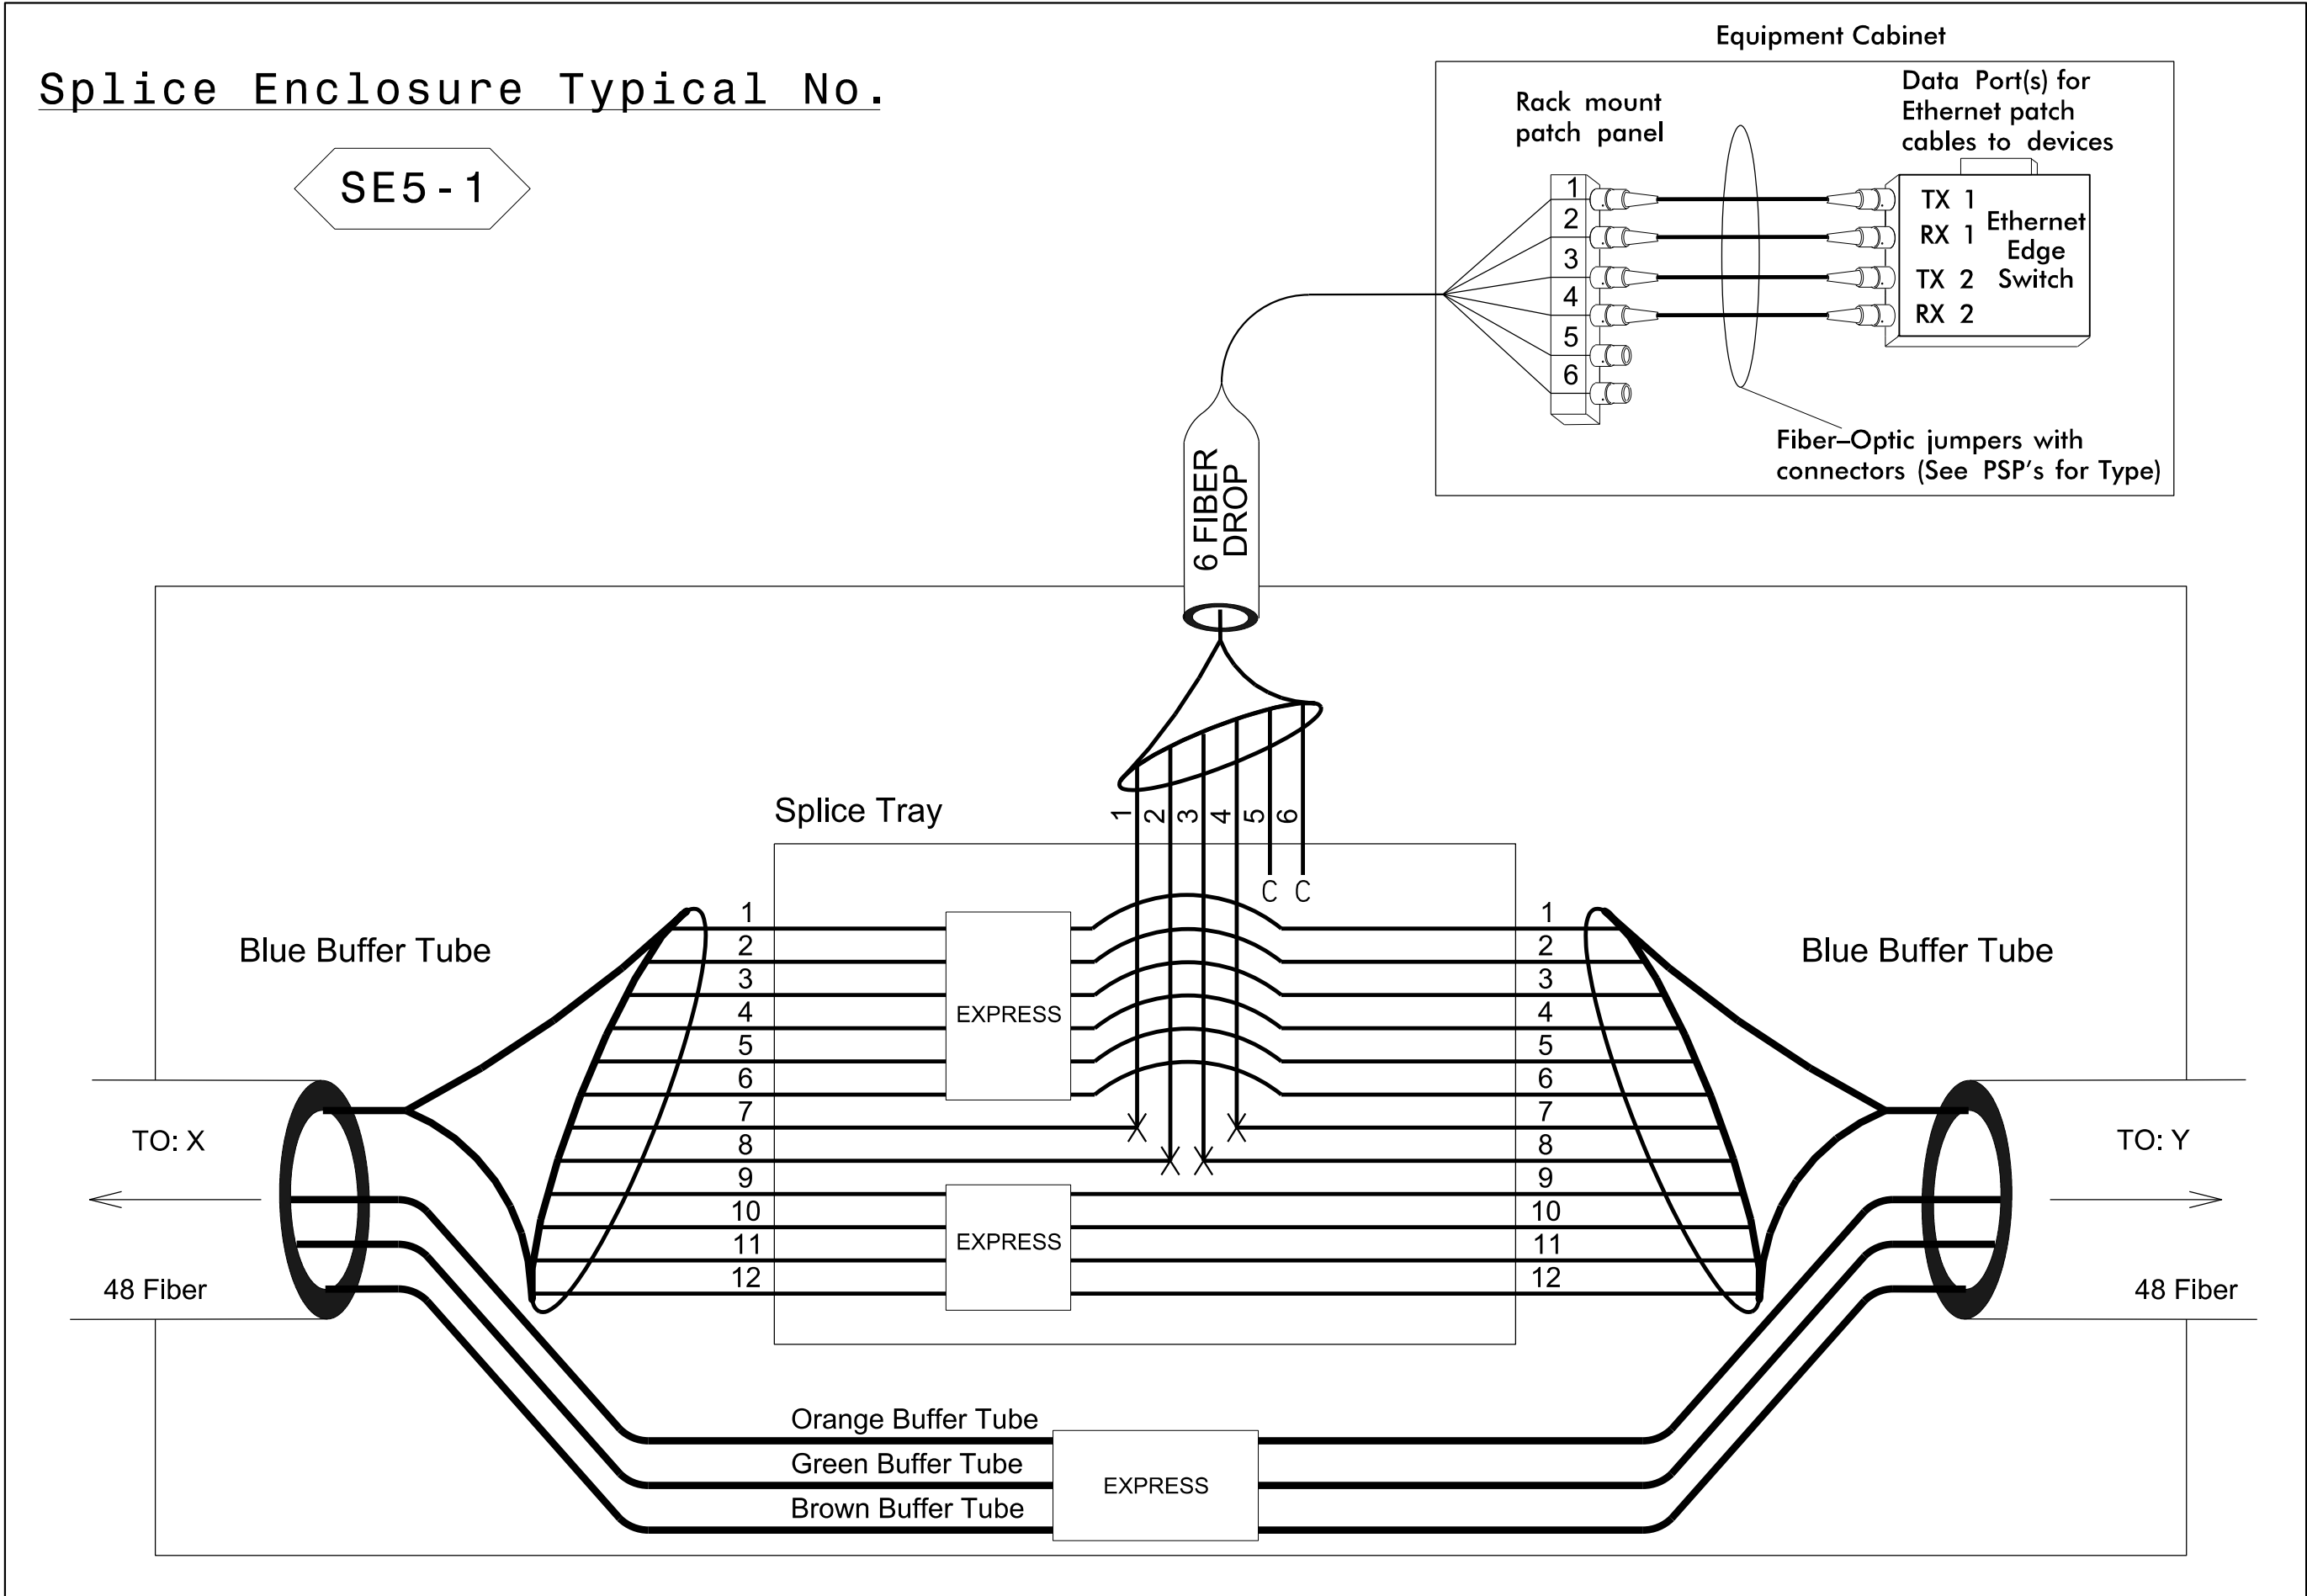 Splice Enclosure Typical No.
SE5-1
Equipment Cabinet
Rack mount
patch panel
Data Port(s) for
Ethernet patch
cables to devices
1
2
3
4
5
6
TX 1
RX 1
TX 2
RX 2
Ethernet
Edge
Switch
Fiber–Optic jumpers with
connectors (See PSP's for Type)
6 FIBER
DROP
Splice Tray
1
2
3
4
5
6
C C
Blue Buffer Tube
Blue Buffer Tube
1
2
3
4
5
6
7
8
9
10
11
12
EXPRESS
EXPRESS
1
2
3
4
5
6
7
8
9
10
11
12
TO: X
48 Fiber
TO: Y
48 Fiber
Orange Buffer Tube
Green Buffer Tube
Brown Buffer Tube
EXPRESS